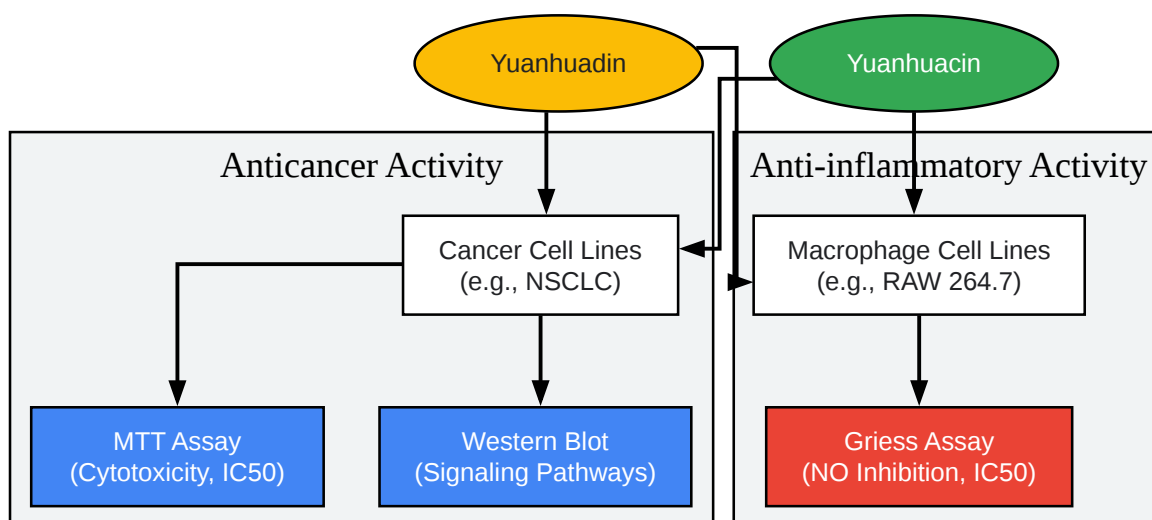 Yuanhuadin
Yuanhuacin
Anticancer Activity
Anti-inflammatory Activity
Cancer Cell Lines
(e.g., NSCLC)
Macrophage Cell Lines
(e.g., RAW 264.7)
MTT Assay
(Cytotoxicity, IC50)
Western Blot
(Signaling Pathways)
Griess Assay
(NO Inhibition, IC50)